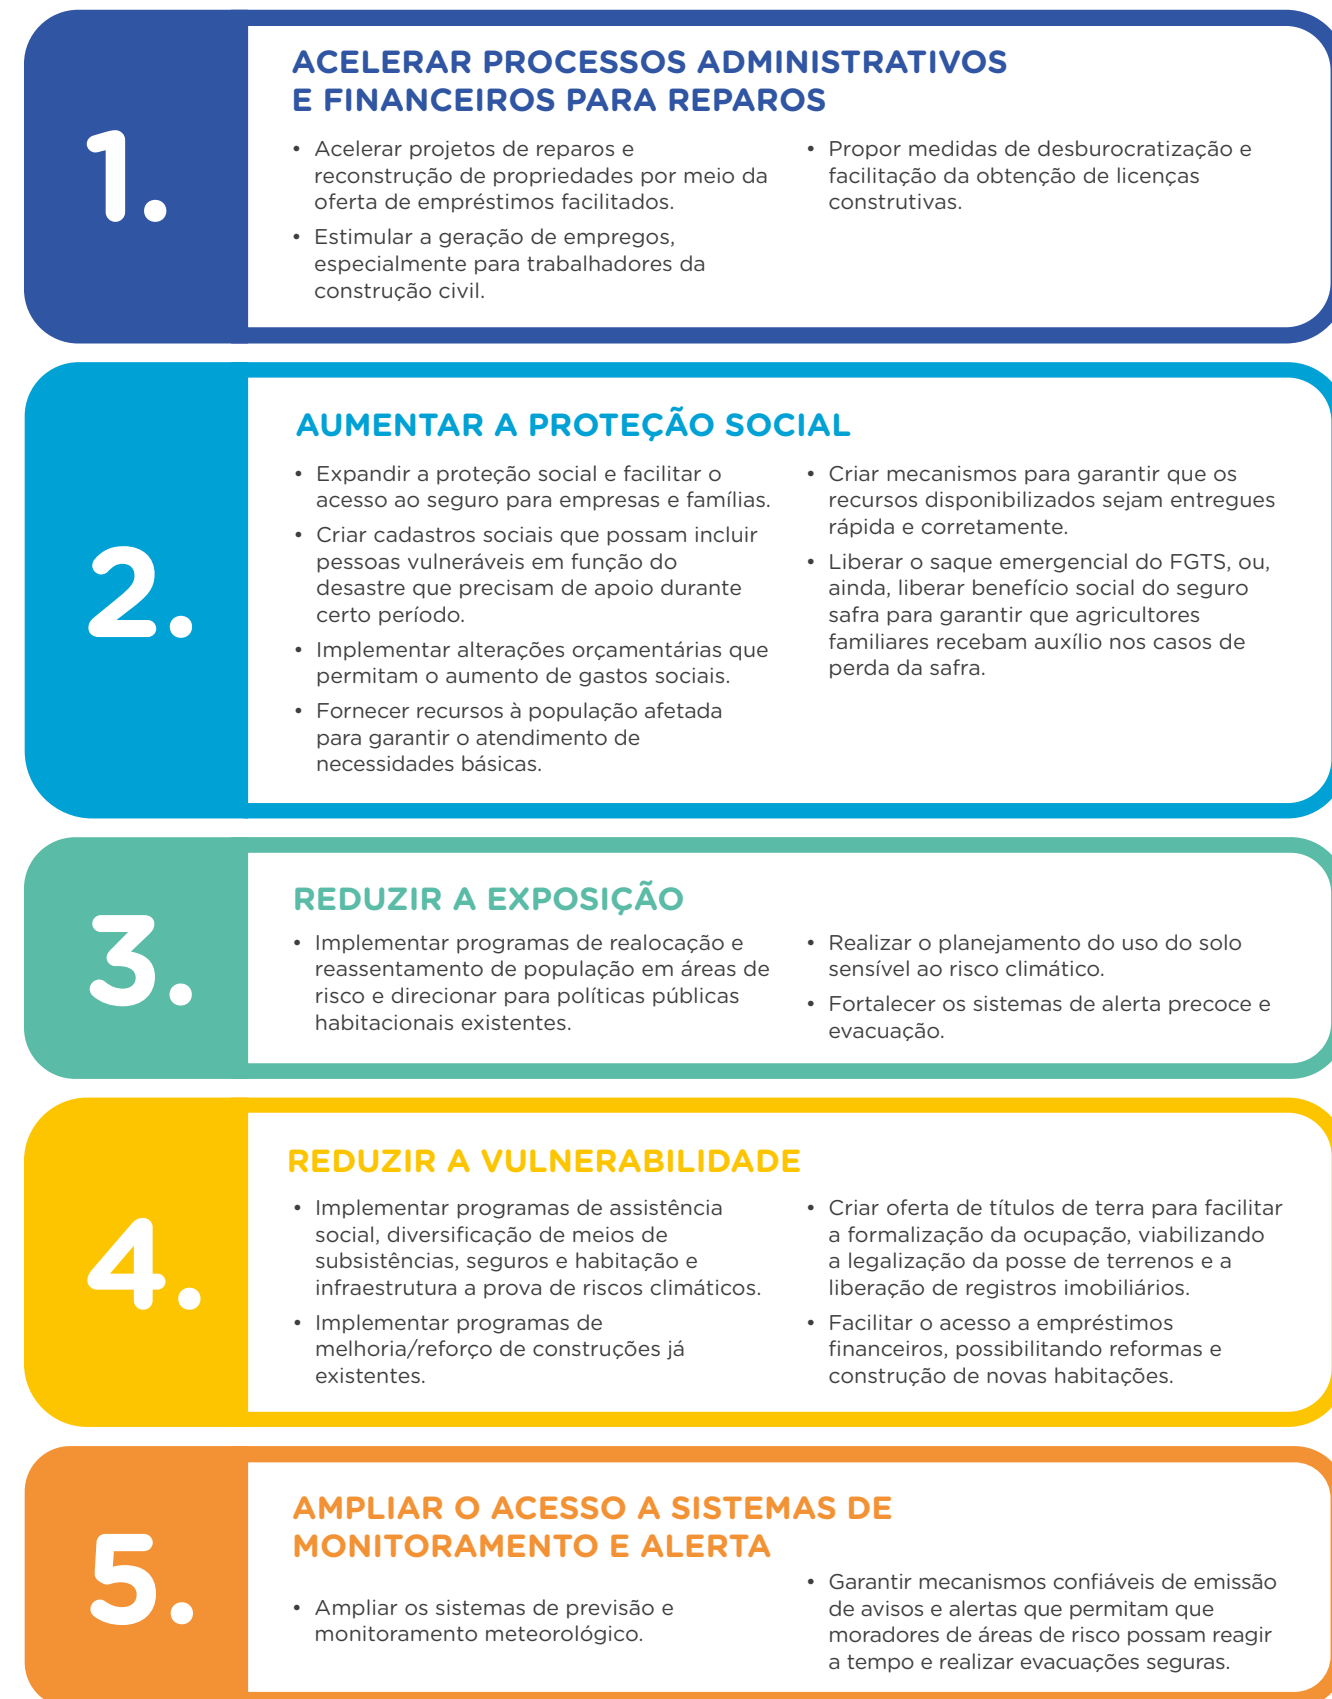 1.
ACELERAR PROCESSOS ADMINISTRATIVOS
E FINANCEIROS PARA REPAROS
• Acelerar projetos de reparos e
reconstrução de propriedades por meio da
oferta de empréstimos facilitados.
• Estimular a geração de empregos,
especialmente para trabalhadores da
construção civil.
• Propor medidas de desburocratização e
facilitação da obtenção de licenças
construtivas.
2.
AUMENTAR A PROTEÇÃO SOCIAL
• Expandir a proteção social e facilitar o
acesso ao seguro para empresas e famílias.
• Criar cadastros sociais que possam incluir
pessoas vulneráveis em função do
desastre que precisam de apoio durante
certo período.
• Implementar alterações orçamentárias que
permitam o aumento de gastos sociais.
• Fornecer recursos à população afetada
para garantir o atendimento de
necessidades básicas.
• Criar mecanismos para garantir que os
recursos disponibilizados sejam entregues
rápida e corretamente.
• Liberar o saque emergencial do FGTS, ou,
ainda, liberar benefício social do seguro
safra para garantir que agricultores
familiares recebam auxílio nos casos de
perda da safra.
3.
REDUZIR A EXPOSIÇÃO
• Implementar programas de realocação e
reassentamento de população em áreas de
risco e direcionar para políticas públicas
habitacionais existentes.
• Realizar o planejamento do uso do solo
sensível ao risco climático.
• Fortalecer os sistemas de alerta precoce e
evacuação.
4.
REDUZIR A VULNERABILIDADE
• Implementar programas de assistência
social, diversificação de meios de
subsistências, seguros e habitação e
infraestrutura a prova de riscos climáticos.
• Implementar programas de
melhoria/reforço de construções já
existentes.
• Criar oferta de títulos de terra para facilitar
a formalização da ocupação, viabilizando
a legalização da posse de terrenos e a
liberação de registros imobiliários.
• Facilitar o acesso a empréstimos
financeiros, possibilitando reformas e
construção de novas habitações.
5.
AMPLIAR O ACESSO A SISTEMAS DE
MONITORAMENTO E ALERTA
• Ampliar os sistemas de previsão e
monitoramento meteorológico.
• Garantir mecanismos confiáveis de emissão
de avisos e alertas que permitam que
moradores de áreas de risco possam reagir
a tempo e realizar evacuações seguras.